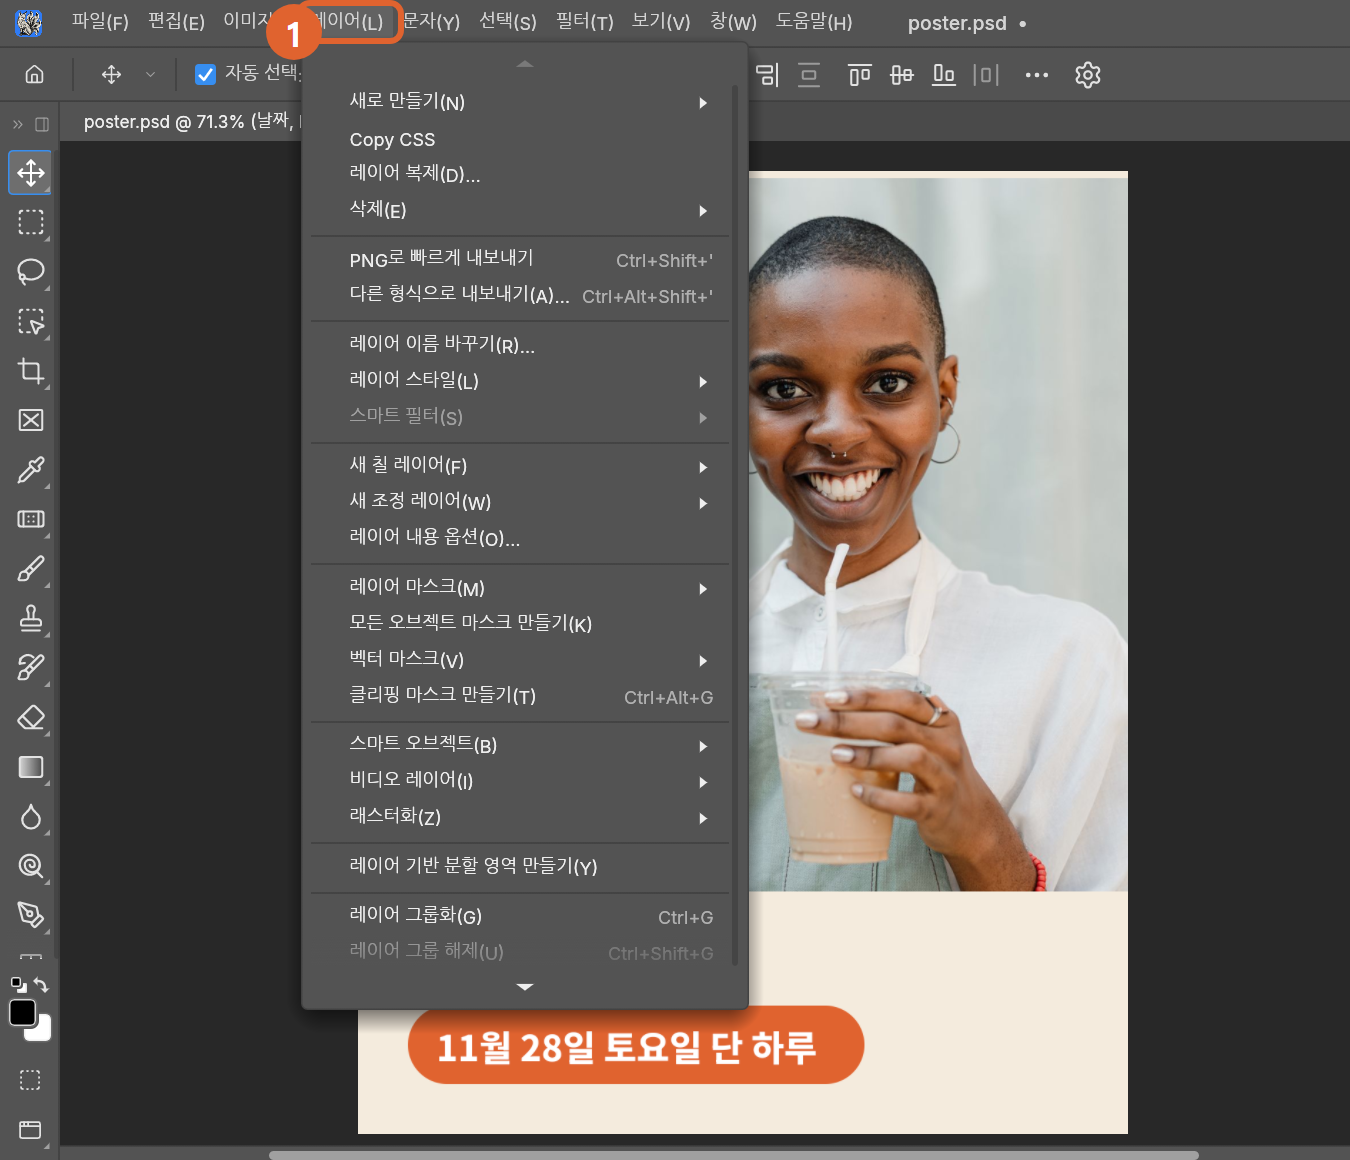 파일(F) 편집(E) 이미지 레이어(L) 문자(Y) 선택(S) 필터(T) 보기(V) 창(W) 도움말(H) poster.psd •
1
자동 선택:
poster.psd @ 71.3% (날짜,
새로 만들기(N)
Copy CSS
레이어 복제(D)...
삭제(E)
PNG로 빠르게 내보내기 Ctrl+Shift+'
다른 형식으로 내보내기(A)... Ctrl+Alt+Shift+'
레이어 이름 바꾸기(R)...
레이어 스타일(L)
스마트 필터(S)
새 칠 레이어(F)
새 조정 레이어(W)
레이어 내용 옵션(O)...
레이어 마스크(M)
모든 오브젝트 마스크 만들기(K)
벡터 마스크(V)
클리핑 마스크 만들기(T) Ctrl+Alt+G
스마트 오브젝트(B)
비디오 레이어(I)
래스터화(Z)
레이어 기반 분할 영역 만들기(Y)
레이어 그룹화(G) Ctrl+G
레이어 그룹 해제(U) Ctrl+Shift+G
11월 28일 토요일 단 하루